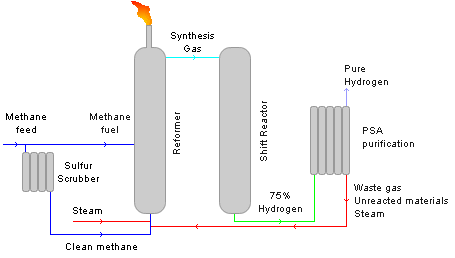 Synthesis
Gas
Pure
Hydrogen
Methane
feed
Methane
fuel
Reformer
Shift Reactor
PSA
purification
Sulfur
Scrubber
75%
Hydrogen
Waste gas
Unreacted materials
Steam
Steam
Clean methane